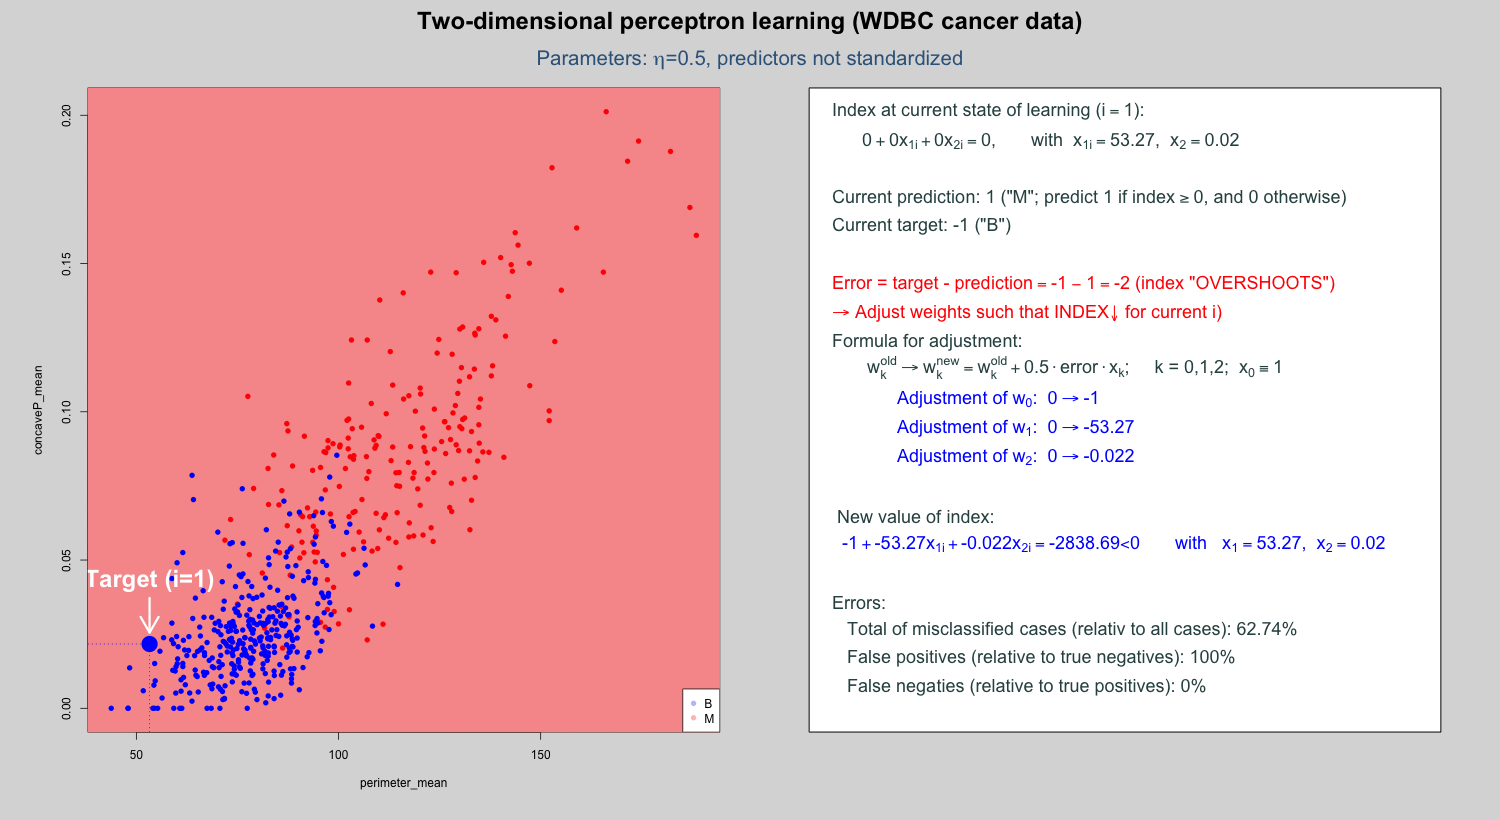 Two-dimensional perceptron learning (WDBC cancer data)
Parameters: η=0.5, predictors not standardized
0.20
0.15
0.10
0.05
0.00
concaveP_mean
Target (i=1)
B
M
50
100
150
perimeter_mean
Index at current state of learning (i = 1):
0 + 0x1i + 0x2i = 0, with x1i = 53.27, x2 = 0.02
Current prediction: 1 ("M"; predict 1 if index ≥ 0, and 0 otherwise)
Current target: -1 ("B")
Error = target - prediction = -1 − 1 = -2 (index "OVERSHOOTS")
→ Adjust weights such that INDEX↓ for current i)
Formula for adjustment:
wk^old → wk^new = wk^old + 0.5 · error · xk; k = 0,1,2; x0 ≡ 1
Adjustment of w0: 0 → -1
Adjustment of w1: 0 → -53.27
Adjustment of w2: 0 → -0.022
New value of index:
-1 + -53.27x1i + -0.022x2i = -2838.69<0 with x1 = 53.27, x2 = 0.02
Errors:
Total of misclassified cases (relativ to all cases): 62.74%
False positives (relative to true negatives): 100%
False negaties (relative to true positives): 0%